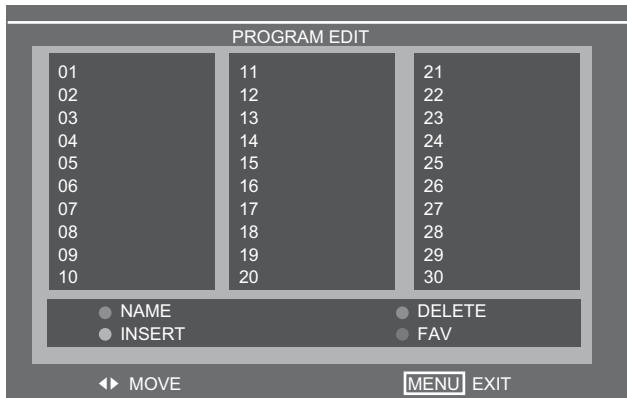 PROGRAM EDIT
01 11 21
02 12 22
03 13 23
04 14 24
05 15 25
06 16 26
07 17 27
08 18 28
09 19 29
10 20 30
NAME DELETE
INSERT FAV
MOVE MENU EXIT